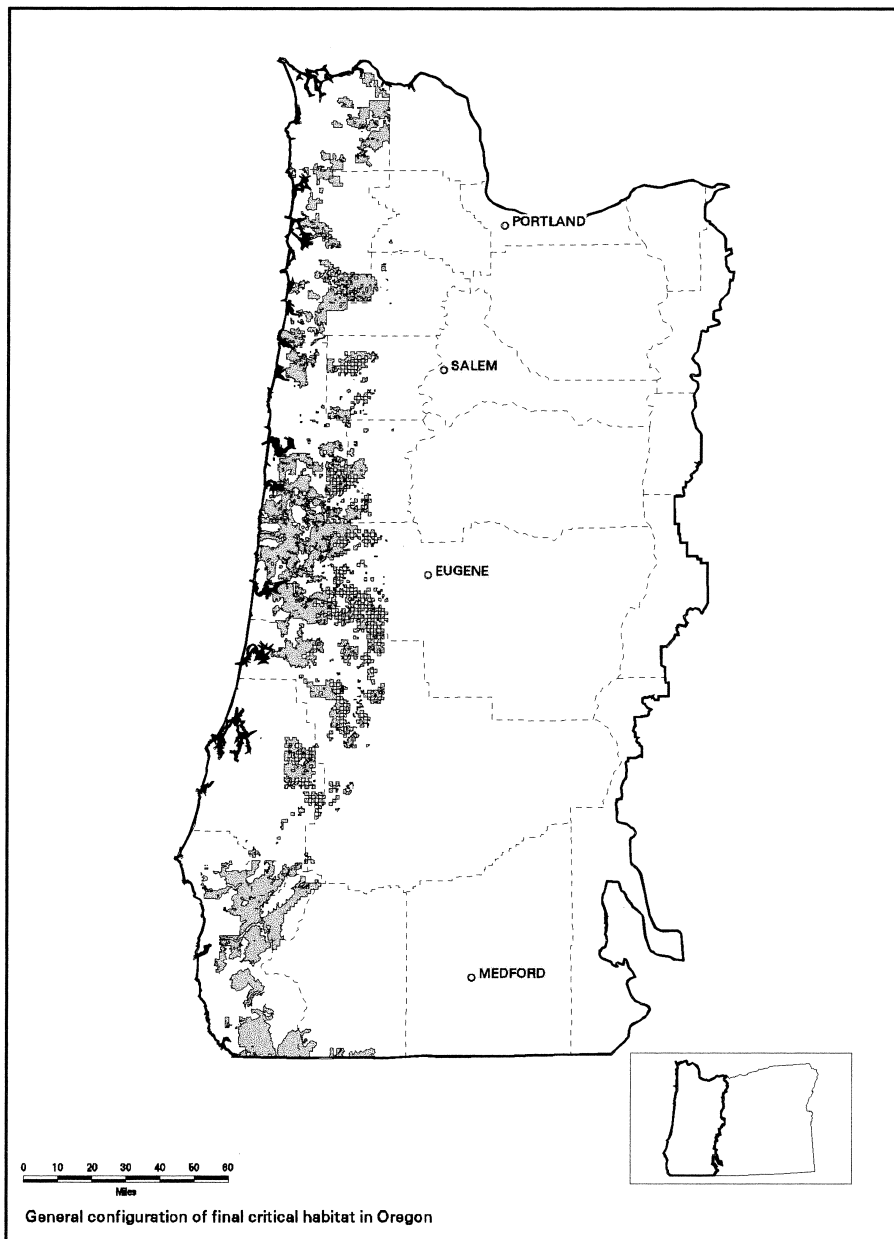 PORTLAND
SALEM
EUGENE
MEDFORD
0 10 20 30 40 50 60
Miles
General configuration of final critical habitat in Oregon